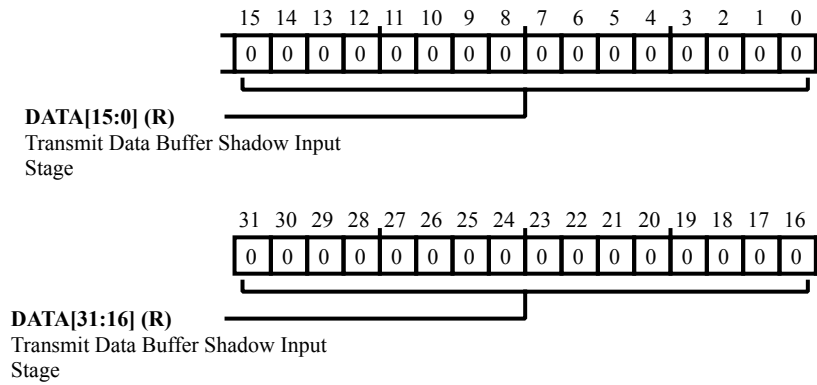 15 14 13 12 11 10 9 8 7 6 5 4 3 2 1 0
0 0 0 0 0 0 0 0 0 0 0 0 0 0 0 0
DATA[15:0] (R)
Transmit Data Buffer Shadow Input
Stage
31 30 29 28 27 26 25 24 23 22 21 20 19 18 17 16
0 0 0 0 0 0 0 0 0 0 0 0 0 0 0 0
DATA[31:16] (R)
Transmit Data Buffer Shadow Input
Stage